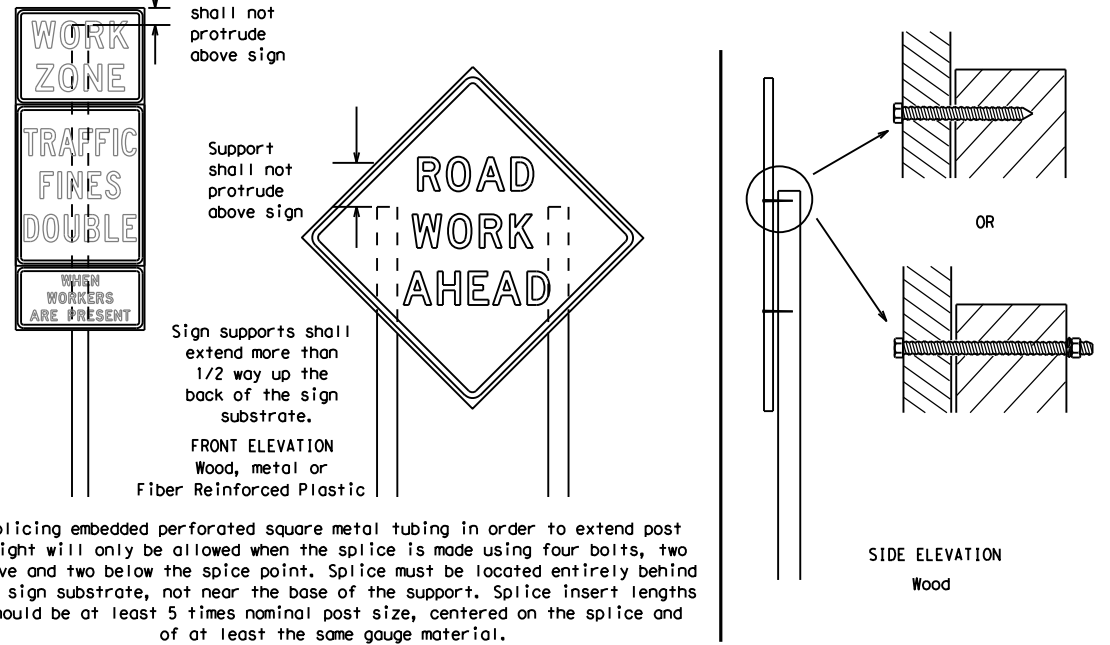 shall not
protrude
above sign
WORK
ZONE
TRAFFIC
FINES
DOUBLE
WHEN
WORKERS
ARE PRESENT
Support
shall not
protrude
above sign
ROAD
WORK
AHEAD
Sign supports shall
extend more than
1/2 way up the
back of the sign
substrate.
FRONT ELEVATION
Wood, metal or
Fiber Reinforced Plastic
embedded perforated square metal tubing in order to extend post
will only be allowed when the splice is made using four bolts, two
and two below the spice point. Splice must be located entirely behind
sign substrate, not near the base of the support. Splice insert lengths
be at least 5 times nominal post size, centered on the splice and
of at least the same gauge material.
OR
SIDE ELEVATION
Wood